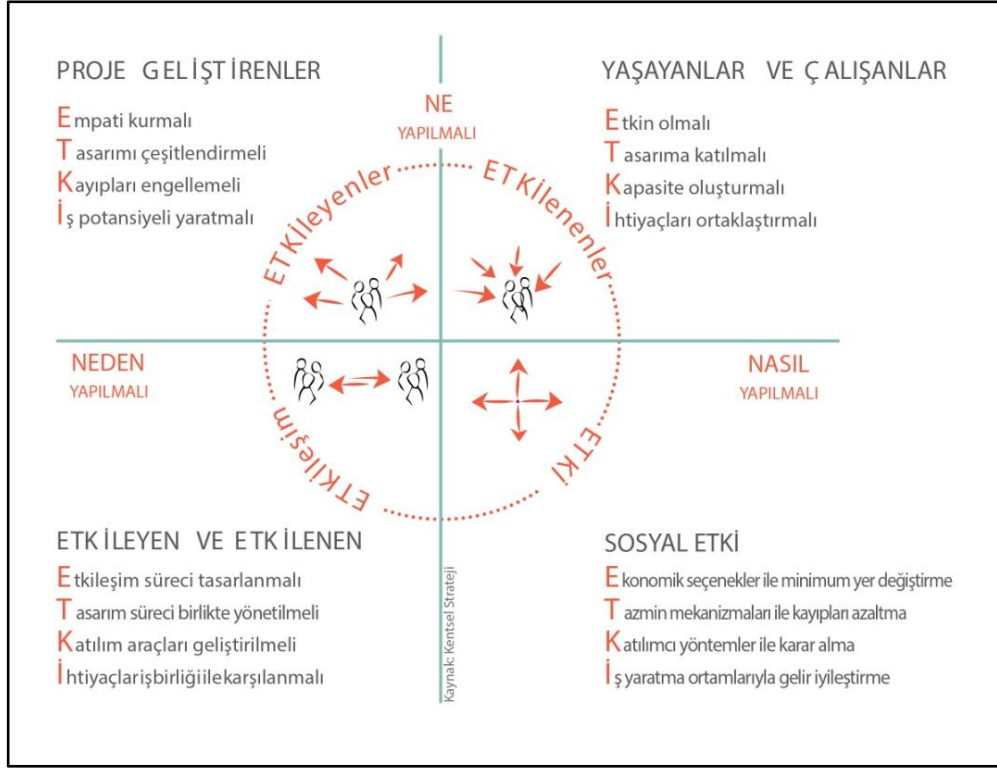 PROJE GELİŞTİRENLER
Empati kurmalı
Tasarımı çeşitlendirmeli
Kayıpları engellemeli
İş potansiyeli yaratmalı
NE
YAPILMALI
YAŞAYANLAR VE ÇALIŞANLAR
Etkin olmalı
Tasarıma katılmalı
Kapasite oluşturmalı
İhtiyaçları ortaklaştırmalı
ETKİleyenler
ETKİlenenler
NEDEN
YAPILMALI
NASIL
YAPILMALI
ETKİleşim
ETKİ
ETKİLEYEN VE ETKİLENEN
Etkileşim süreci tasarlanmalı
Tasarım süreci birlikte yönetilmeli
Katılım araçları geliştirilmeli
İhtiyaçlar işbirliği ile karşılanmalı
Kaynak: Kentsel Strateji
SOSYAL ETKİ
Ekonomik seçenekler ile minimum yer değiştirme
Tazmin mekanizmaları ile kayıpları azaltma
Katılımcı yöntemler ile karar alma
İş yaratma ortamlarıyla gelir iyileştirme